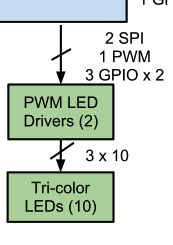 2 SPI
1 PWM
3 GPIO x 2
PWM LED
Drivers (2)
3 x 10
Tri-color
LEDs (10)